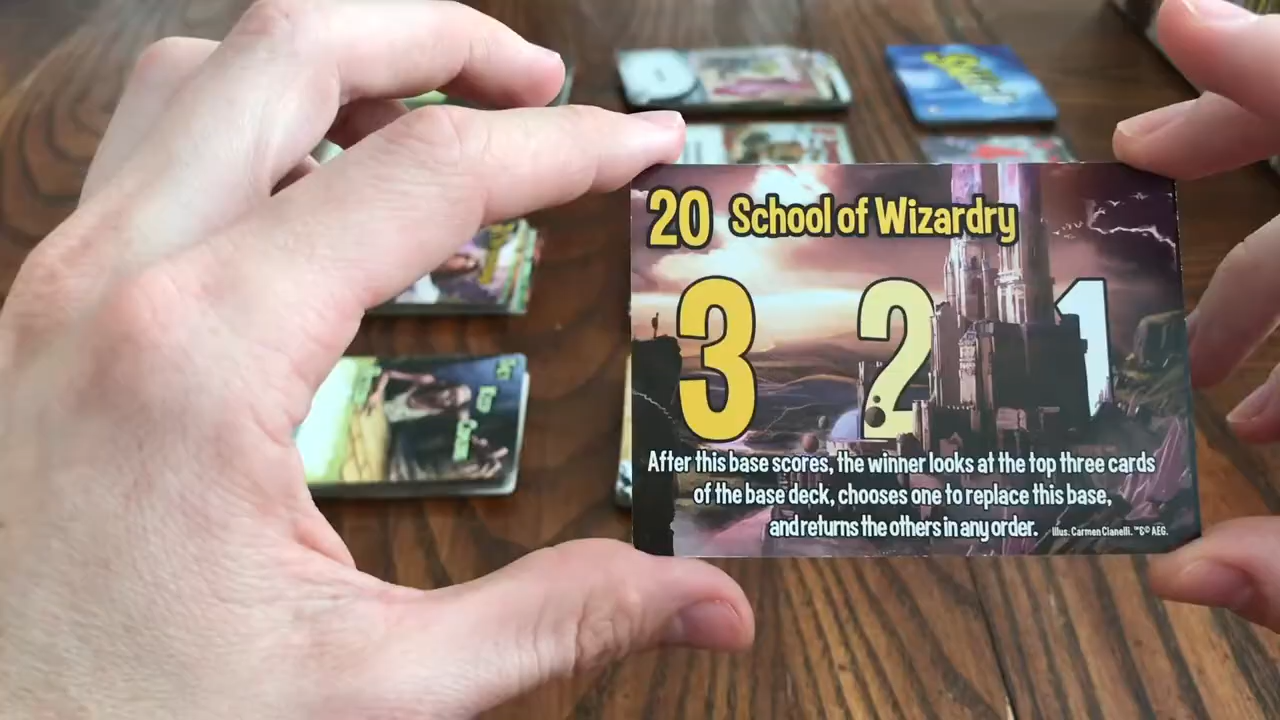 20 School of Wizardry
3 2 1
After this base scores, the winner looks at the top three cards
of the base deck, chooses one to replace this base,
and returns the others in any order. Illus. Carmen Cianelli. ™&© AEG.